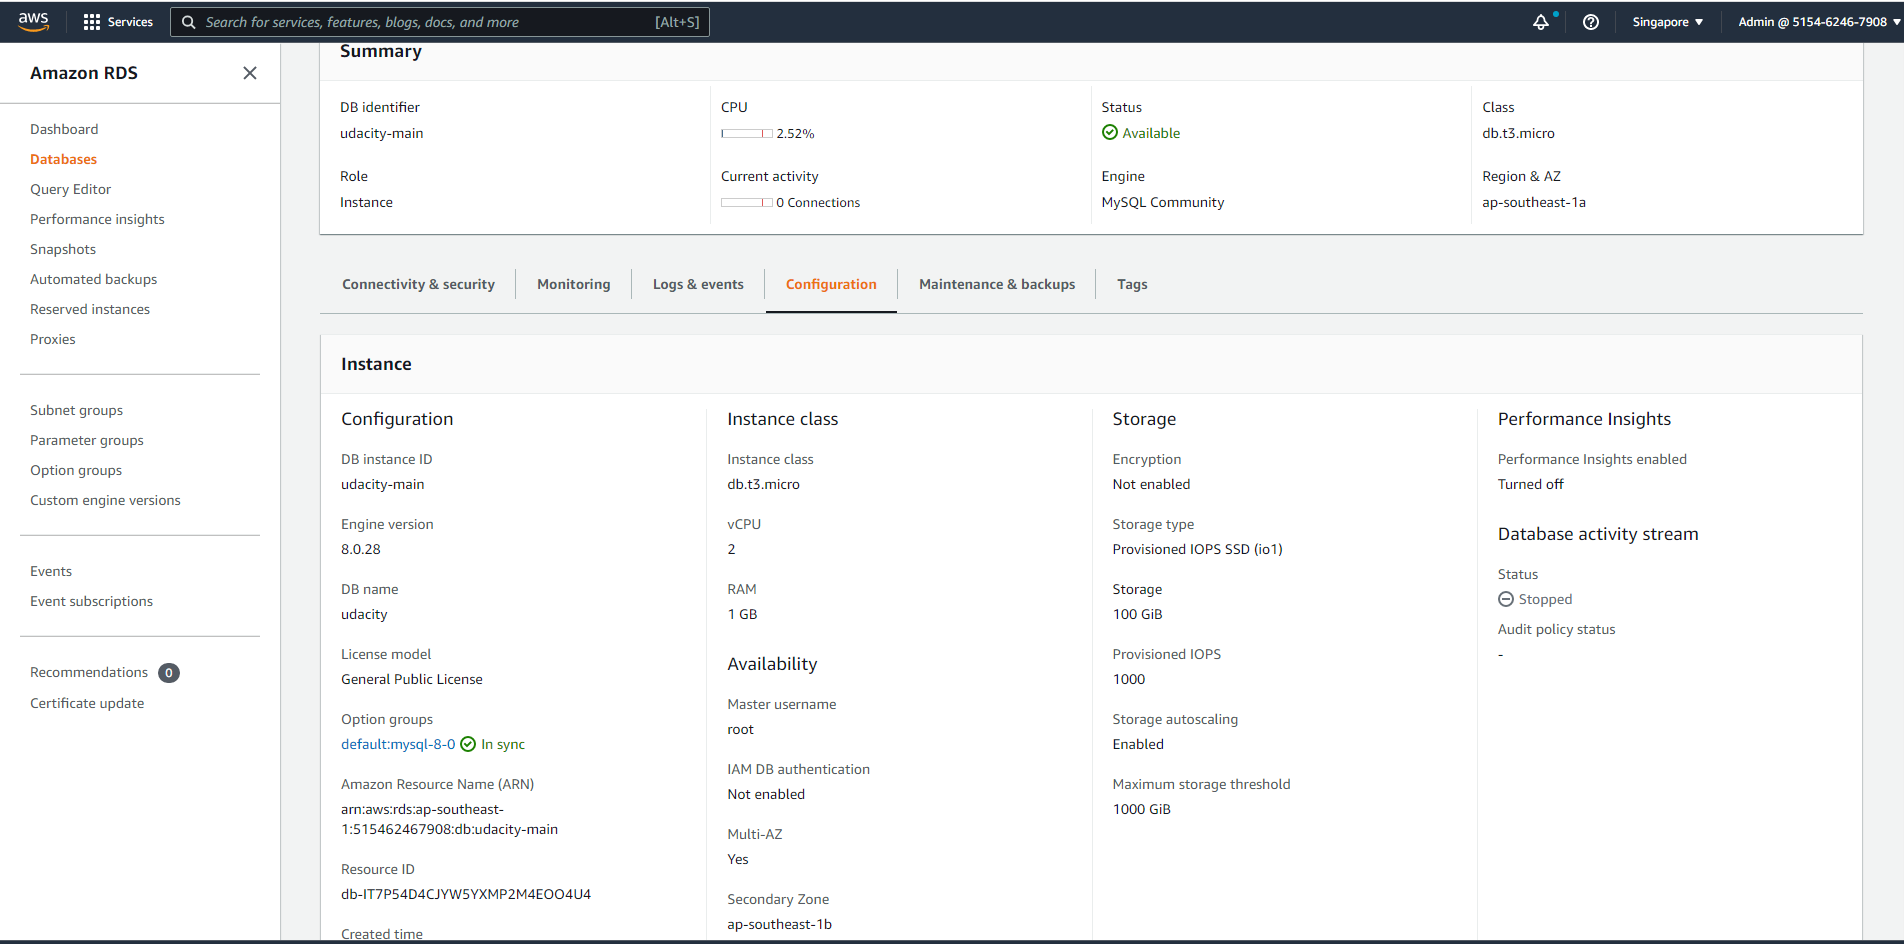 aws
Services
Search for services, features, blogs, docs, and more
[Alt+S]
Singapore
Admin @ 5154-6246-7908
Amazon RDS
Dashboard
Databases
Query Editor
Performance insights
Snapshots
Automated backups
Reserved instances
Proxies
Subnet groups
Parameter groups
Option groups
Custom engine versions
Events
Event subscriptions
Recommendations 0
Certificate update
Summary
DB identifier
udacity-main
CPU
2.52%
Status
Available
Class
db.t3.micro
Role
Instance
Current activity
0 Connections
Engine
MySQL Community
Region & AZ
ap-southeast-1a
Connectivity & security
Monitoring
Logs & events
Configuration
Maintenance & backups
Tags
Instance
Configuration
DB instance ID
udacity-main
Engine version
8.0.28
DB name
udacity
License model
General Public License
Option groups
default:mysql-8-0 In sync
Amazon Resource Name (ARN)
arn:aws:rds:ap-southeast-
1:515462467908:db:udacity-main
Resource ID
db-IT7P54D4CJYW5YXMP2M4EOO4U4
Created time
Instance class
Instance class
db.t3.micro
vCPU
2
RAM
1 GB
Availability
Master username
root
IAM DB authentication
Not enabled
Multi-AZ
Yes
Secondary Zone
ap-southeast-1b
Storage
Encryption
Not enabled
Storage type
Provisioned IOPS SSD (io1)
Storage
100 GiB
Provisioned IOPS
1000
Storage autoscaling
Enabled
Maximum storage threshold
1000 GiB
Performance Insights
Performance Insights enabled
Turned off
Database activity stream
Status
Stopped
Audit policy status
-